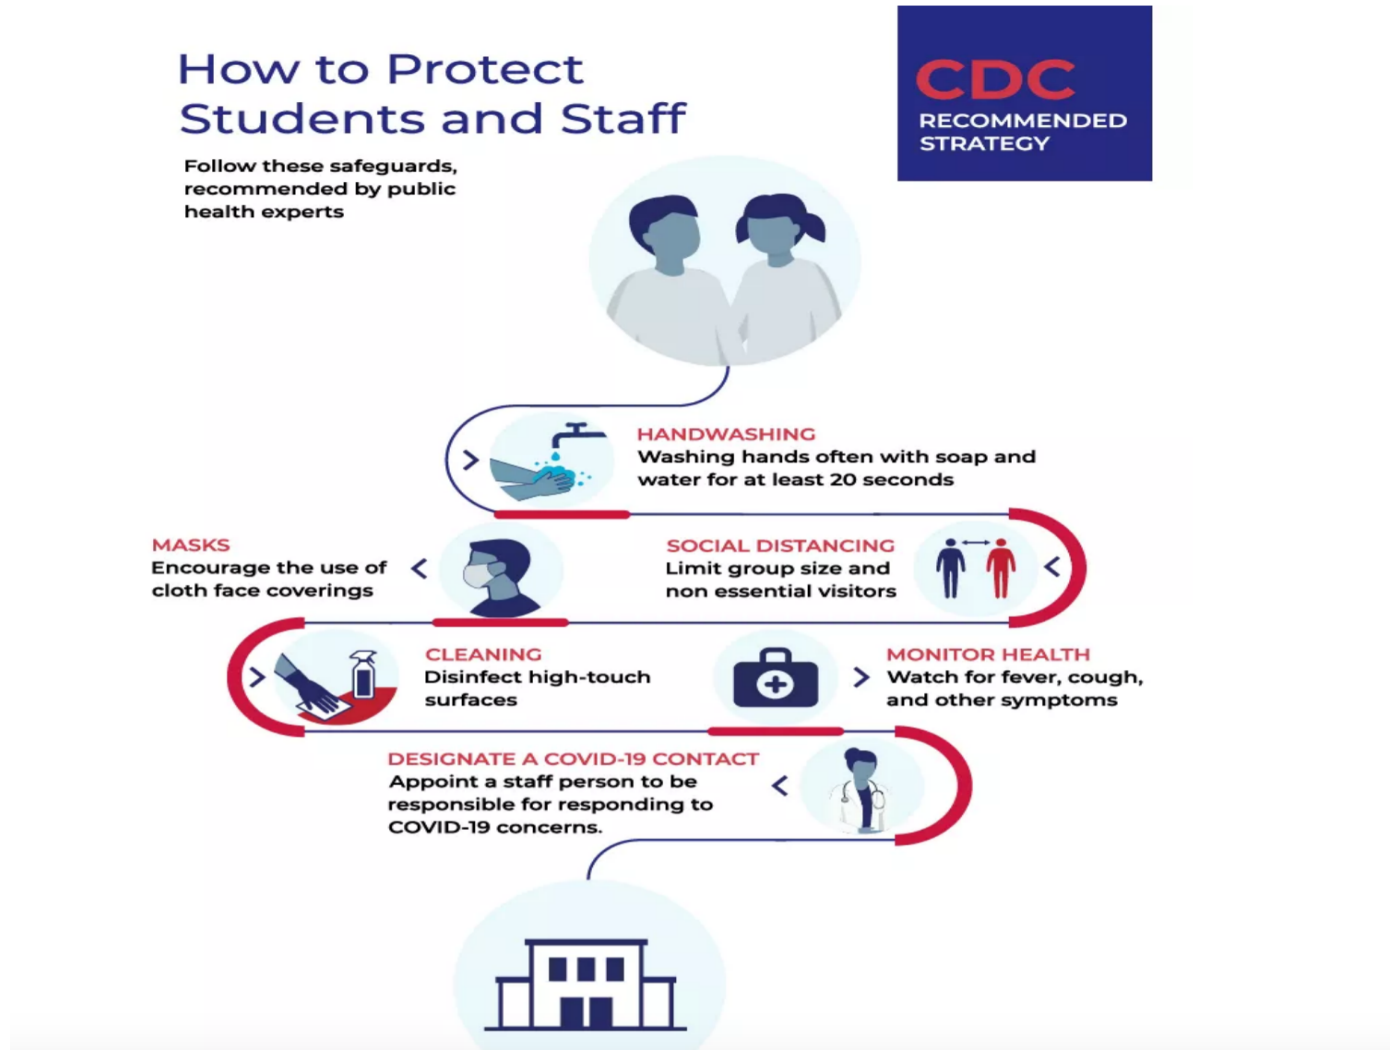 How to Protect
Students and Staff
Follow these safeguards,
recommended by public
health experts
CDC
RECOMMENDED
STRATEGY
HANDWASHING
Washing hands often with soap and
water for at least 20 seconds
SOCIAL DISTANCING
Limit group size and
non essential visitors
MASKS
Encourage the use of
cloth face coverings
CLEANING
Disinfect high-touch
surfaces
MONITOR HEALTH
Watch for fever, cough,
and other symptoms
DESIGNATE A COVID-19 CONTACT
Appoint a staff person to be
responsible for responding to
COVID-19 concerns.